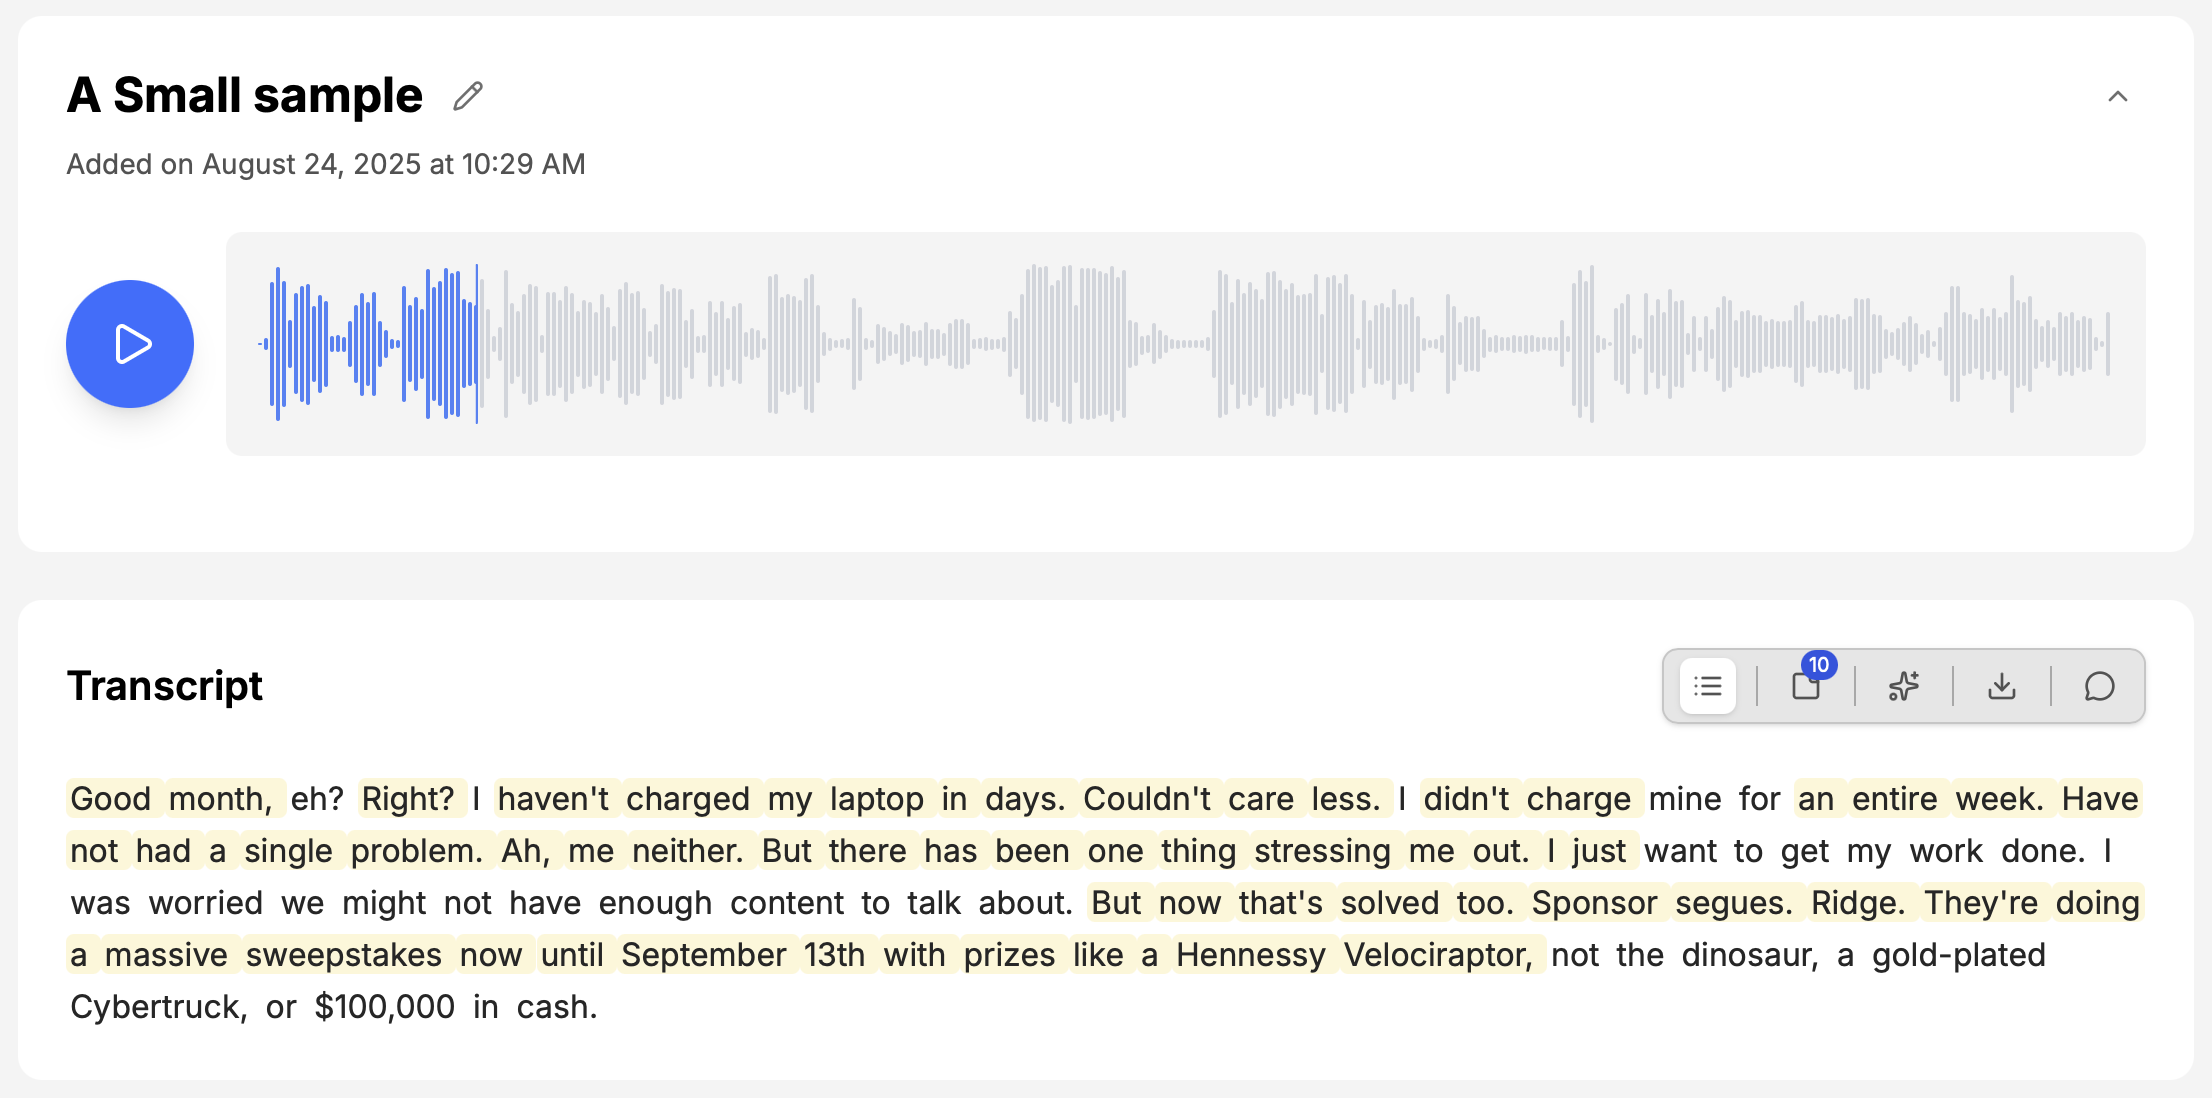 A Small sample
Added on August 24, 2025 at 10:29 AM
Transcript
10
Good month, eh? Right? I haven't charged my laptop in days. Couldn't care less. I didn't charge mine for an entire week. Have
not had a single problem. Ah, me neither. But there has been one thing stressing me out. I just want to get my work done. I
was worried we might not have enough content to talk about. But now that's solved too. Sponsor segues. Ridge. They're doing
a massive sweepstakes now until September 13th with prizes like a Hennessy Velociraptor, not the dinosaur, a gold-plated
Cybertruck, or $100,000 in cash.